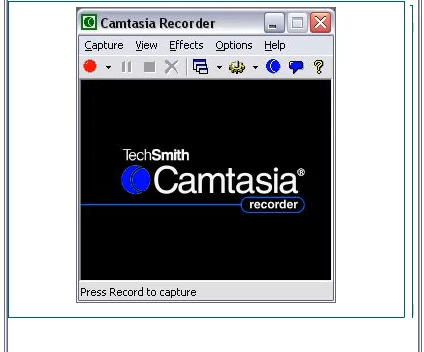 Camtasia Recorder
Capture View Effects Options Help
TechSmith
Camtasia®
recorder
Press Record to capture